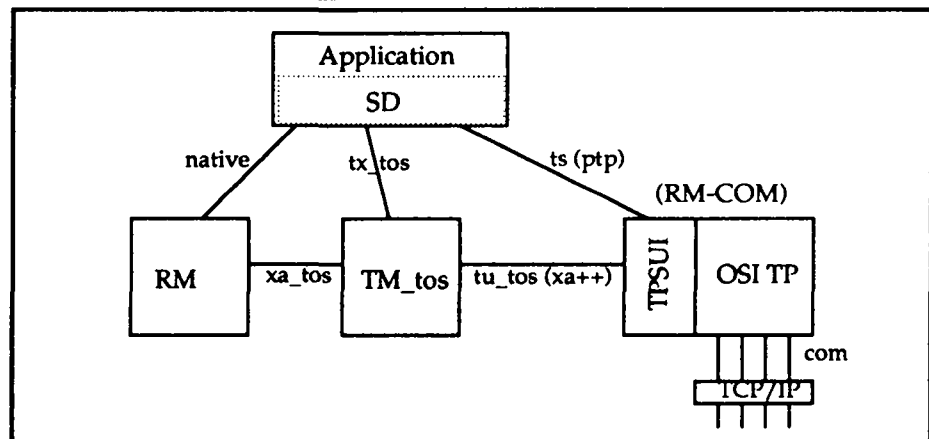 Application
SD
native
tx_tos
ts (ptp)
(RM-COM)
RM
xa_tos
TM_tos
tu_tos (xa++)
TPSUI
OSI TP
com
TCP/IP